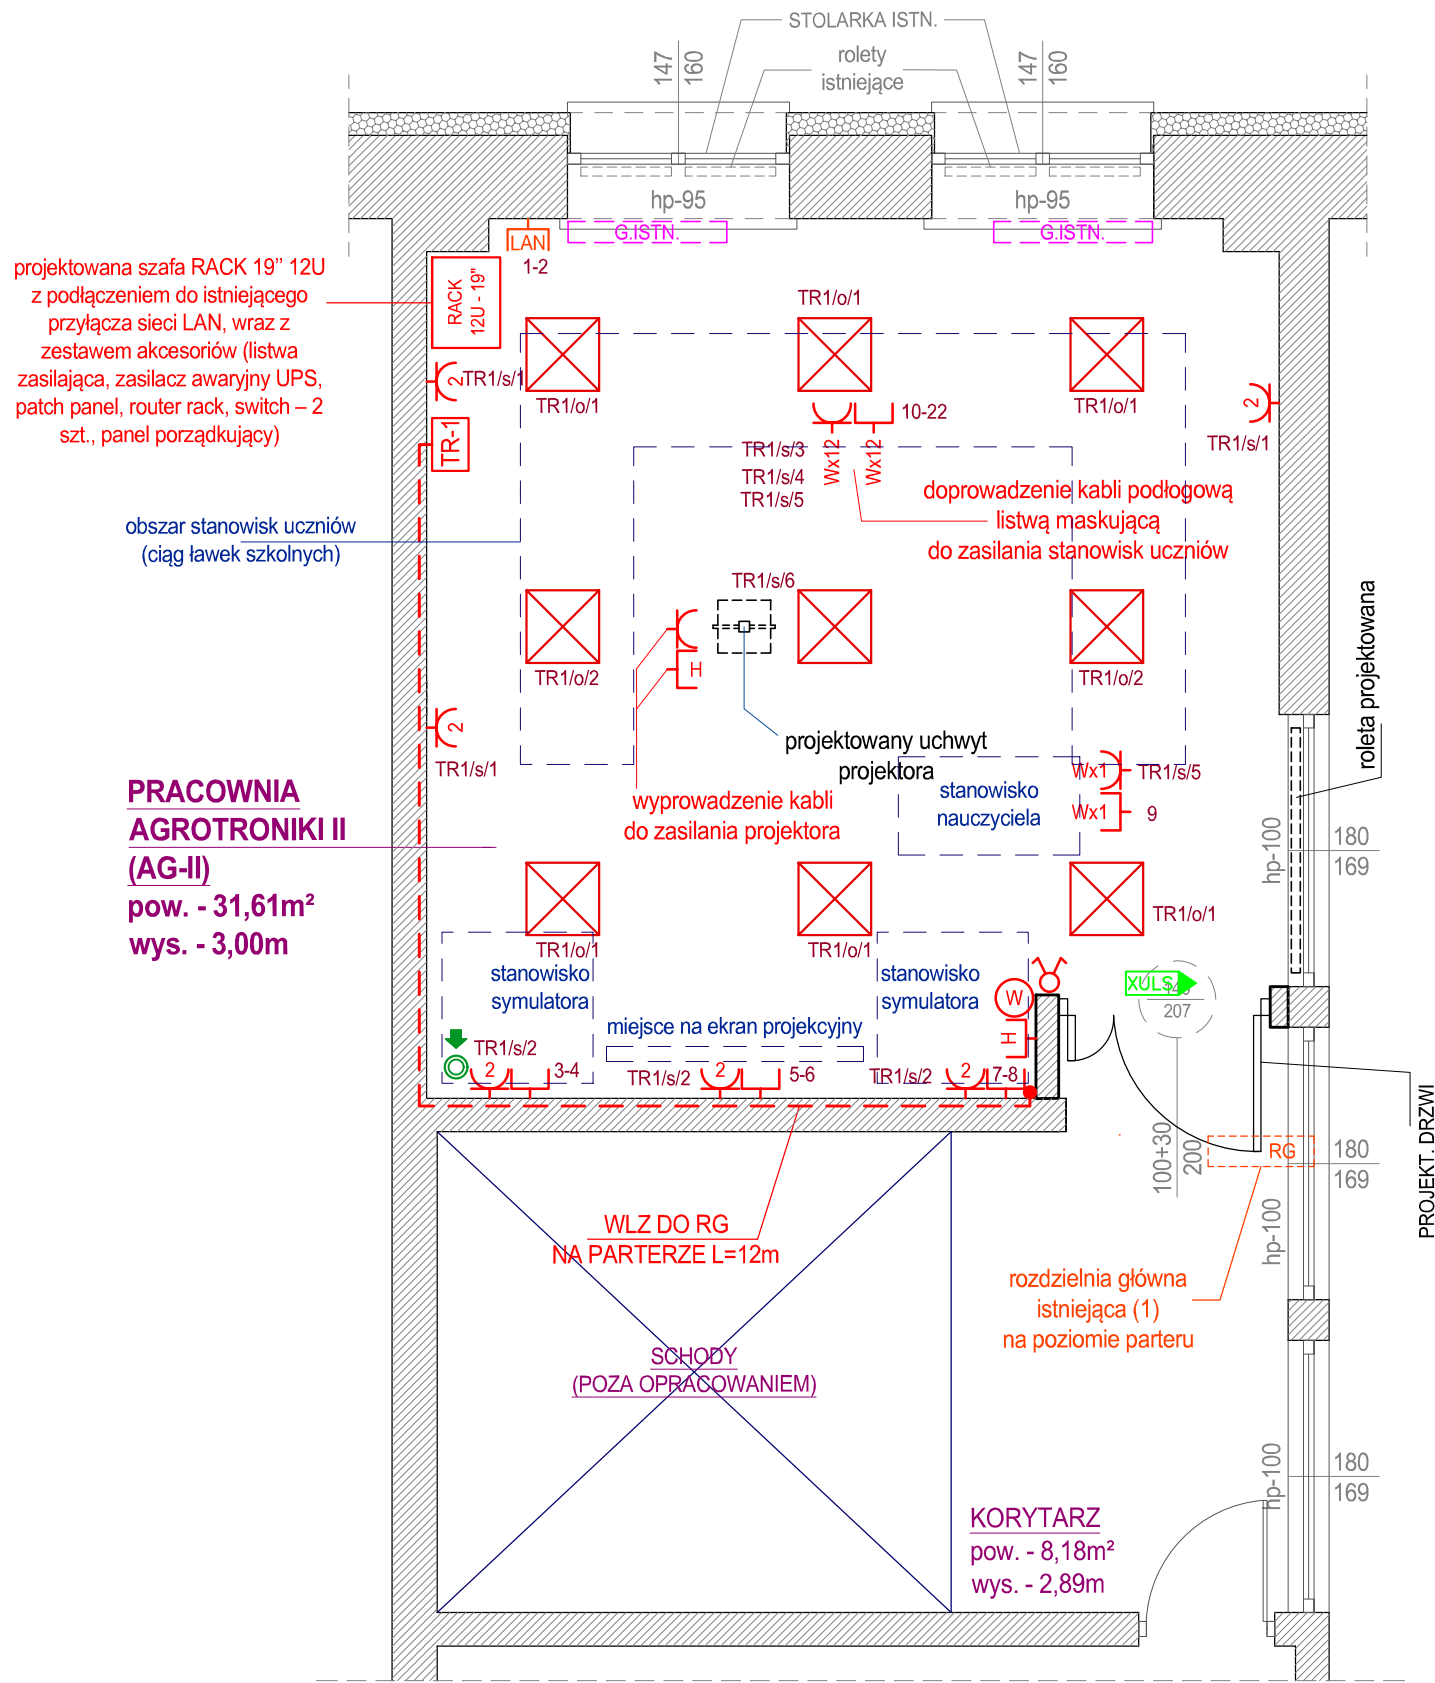 STOLARKA ISTN.
rolety
istniejące
147
160
147
160
hp-95
hp-95
G.ISTN.
G.ISTN.
LAN
1-2
projektowana szafa RACK 19" 12U
z podłączeniem do istniejącego
przyłącza sieci LAN, wraz z
zestawem akcesoriów (listwa
zasilająca, zasilacz awaryjny UPS,
patch panel, router rack, switch – 2
szt., panel porządkujący)
RACK
12U - 19"
TR1/o/1
2
TR1/s/1
TR1/o/1
TR1/o/1
10-22
2
TR1/s/1
TR-1
TR1/s/3
TR1/s/4
TR1/s/5
Wx12
Wx12
doprowadzenie kabli podłogową
listwą maskującą
do zasilania stanowisk uczniów
obszar stanowisk uczniów
(ciąg ławek szkolnych)
TR1/s/6
TR1/o/2
H
TR1/o/2
roleta projektowana
2
TR1/s/1
projektowany uchwyt
projektora
wyprowadzenie kabli
do zasilania projektora
stanowisko
nauczyciela
Wx1
TR1/s/5
Wx1
9
PRACOWNIA
AGROTRONIKI II
(AG-II)
pow. - 31,61m²
wys. - 3,00m
hp-100
180
169
TR1/o/1
TR1/o/1
TR1/o/1
stanowisko
symulatora
stanowisko
symulatora
miejsce na ekran projekcyjny
W
H
XULS
207
TR1/s/2
2
3-4
TR1/s/2
2
5-6
TR1/s/2
2
7-8
100+30
200
RG
180
169
hp-100
PROJEKT. DRZWI
WLZ DO RG
NA PARTERZE L=12m
rozdzielnia główna
istniejąca (1)
na poziomie parteru
SCHODY
(POZA OPRACOWANIEM)
hp-100
180
169
KORYTARZ
pow. - 8,18m²
wys. - 2,89m